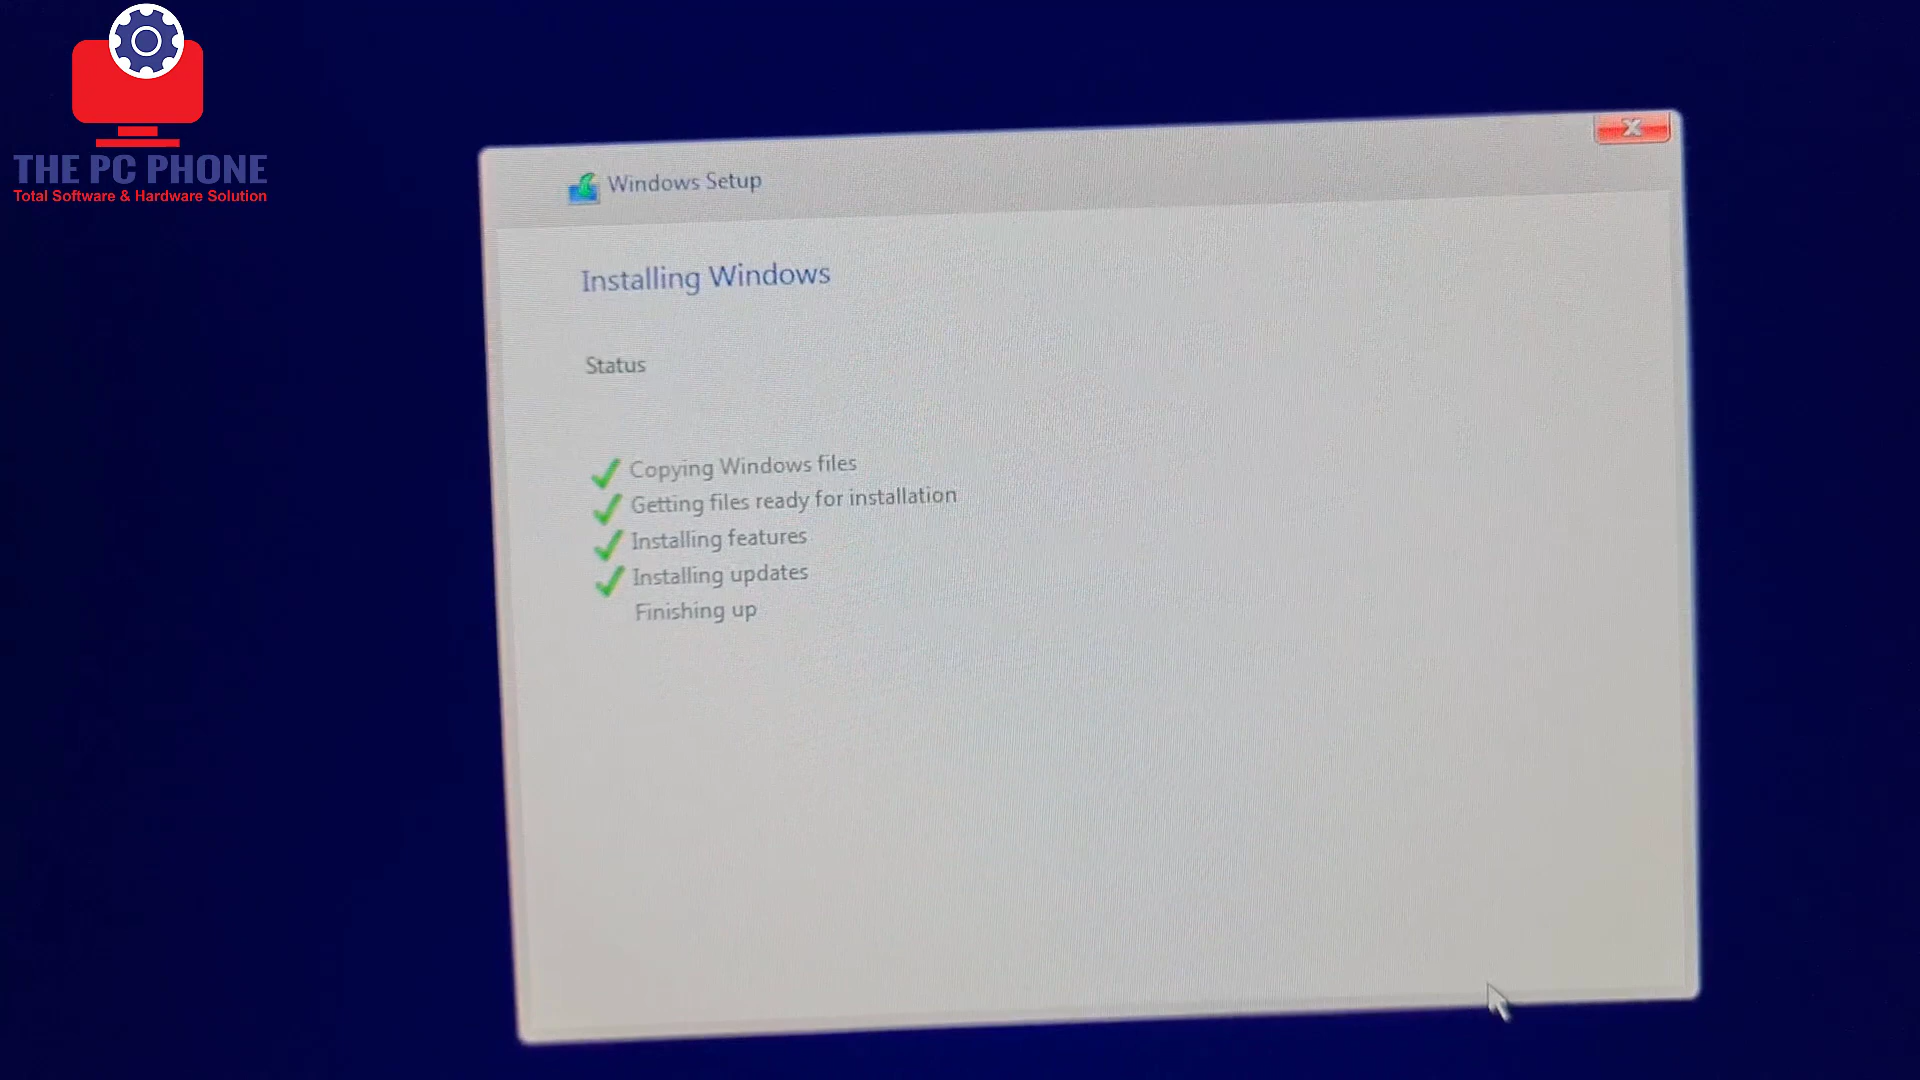 THE PC PHONE
Total Software & Hardware Solution
Windows Setup
Installing Windows
Status
Copying Windows files
Getting files ready for installation
Installing features
Installing updates
Finishing up